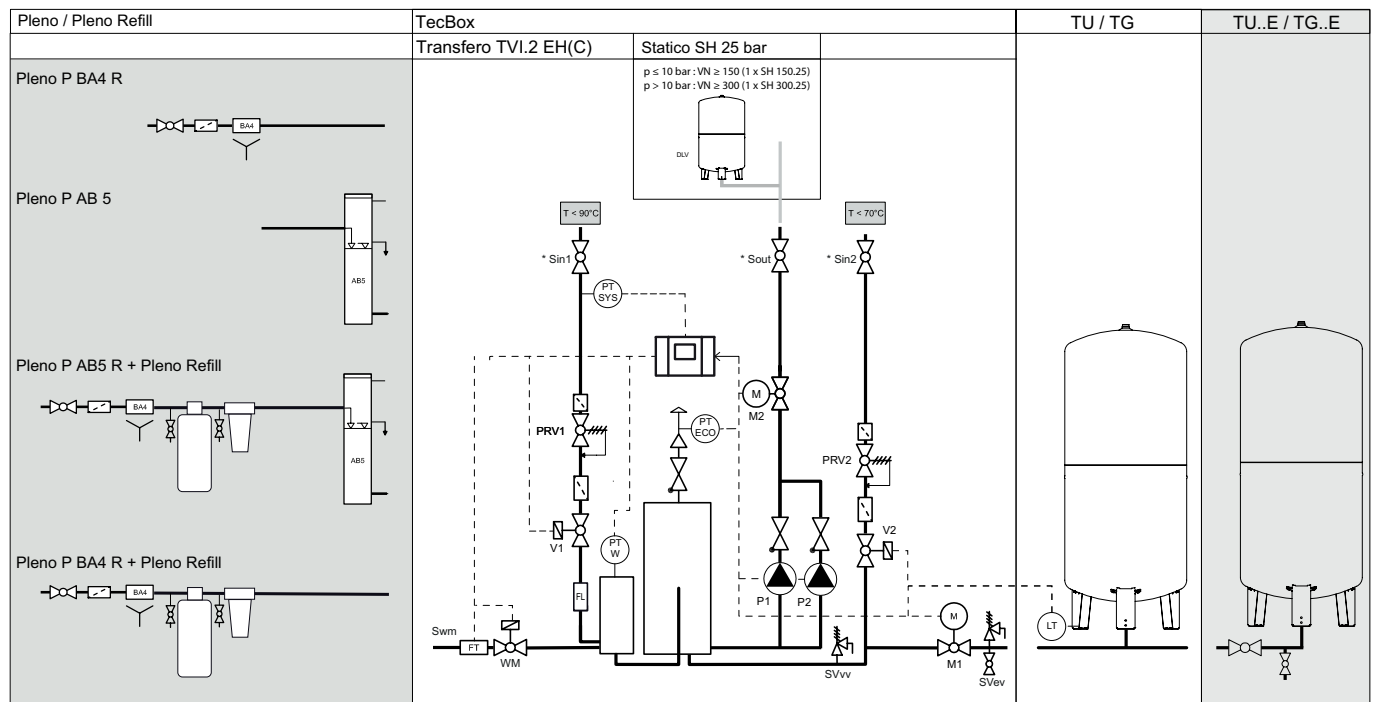 Pleno / Pleno Refill
TecBox
TU / TG
TU..E / TG..E
Transfero TVI.2 EH(C)
Statico SH 25 bar
p ≤ 10 bar : VN ≥ 150 (1 x SH 150.25)
p > 10 bar : VN ≥ 300 (1 x SH 300.25)
DLV
Pleno P BA4 R
BA4
Pleno P AB 5
AB5
Pleno P AB5 R + Pleno Refill
BA4
AB5
Pleno P BA4 R + Pleno Refill
BA4
T < 90°C
T < 70°C
* Sin1
* Sout
* Sin2
PT
SYS
M
M2
PT
ECO
PRV1
PRV2
V1
V2
PT
W
FL
P1
P2
Swm
FT
WM
SVvv
M
M1
SVev
LT